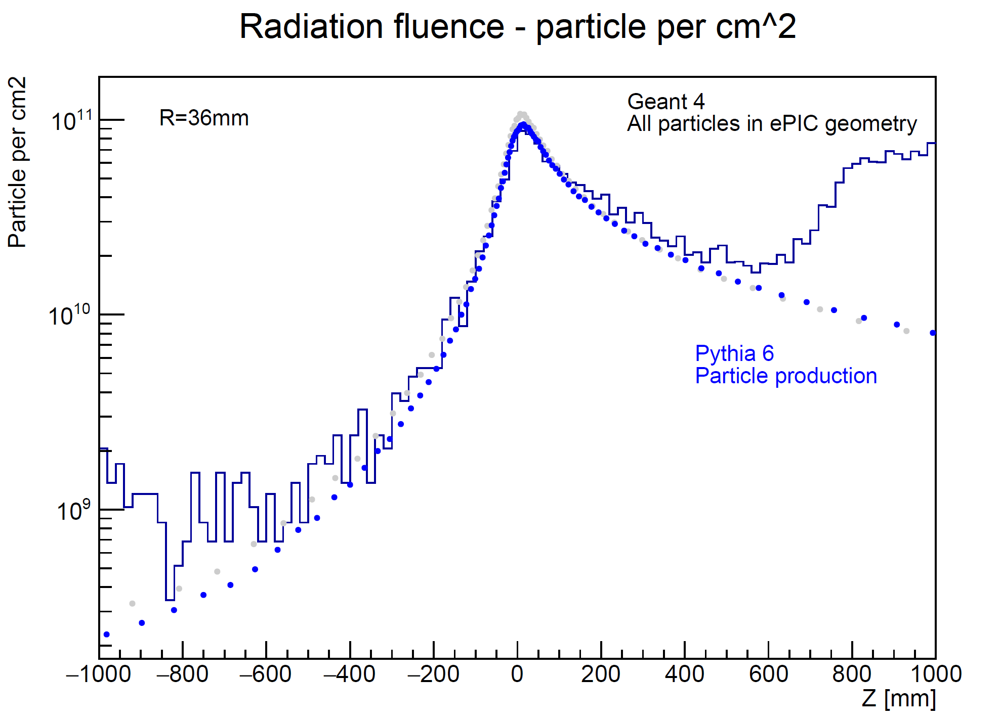 Radiation fluence - particle per cm^2
Particle per cm2
R=36mm
Geant 4
All particles in ePIC geometry
Pythia 6
Particle production
10^11
10^10
10^9
−1000 −800 −600 −400 −200 0 200 400 600 800 1000
Z [mm]